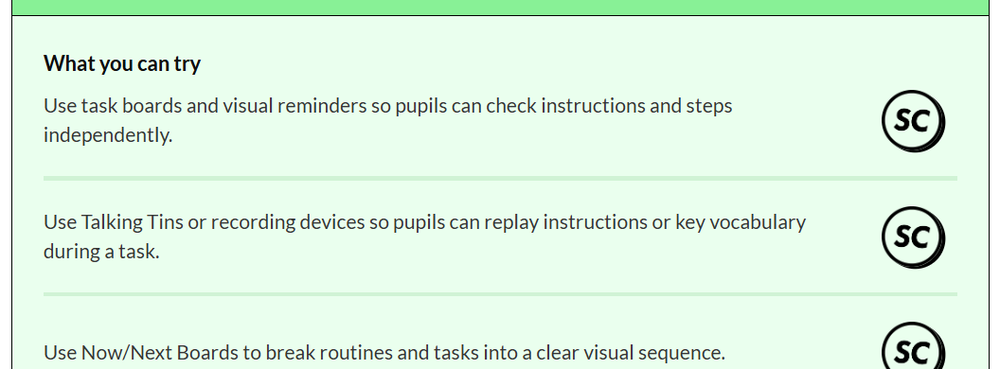 What you can try
Use task boards and visual reminders so pupils can check instructions and steps
independently.
SC
Use Talking Tins or recording devices so pupils can replay instructions or key vocabulary
during a task.
SC
Use Now/Next Boards to break routines and tasks into a clear visual sequence.
SC